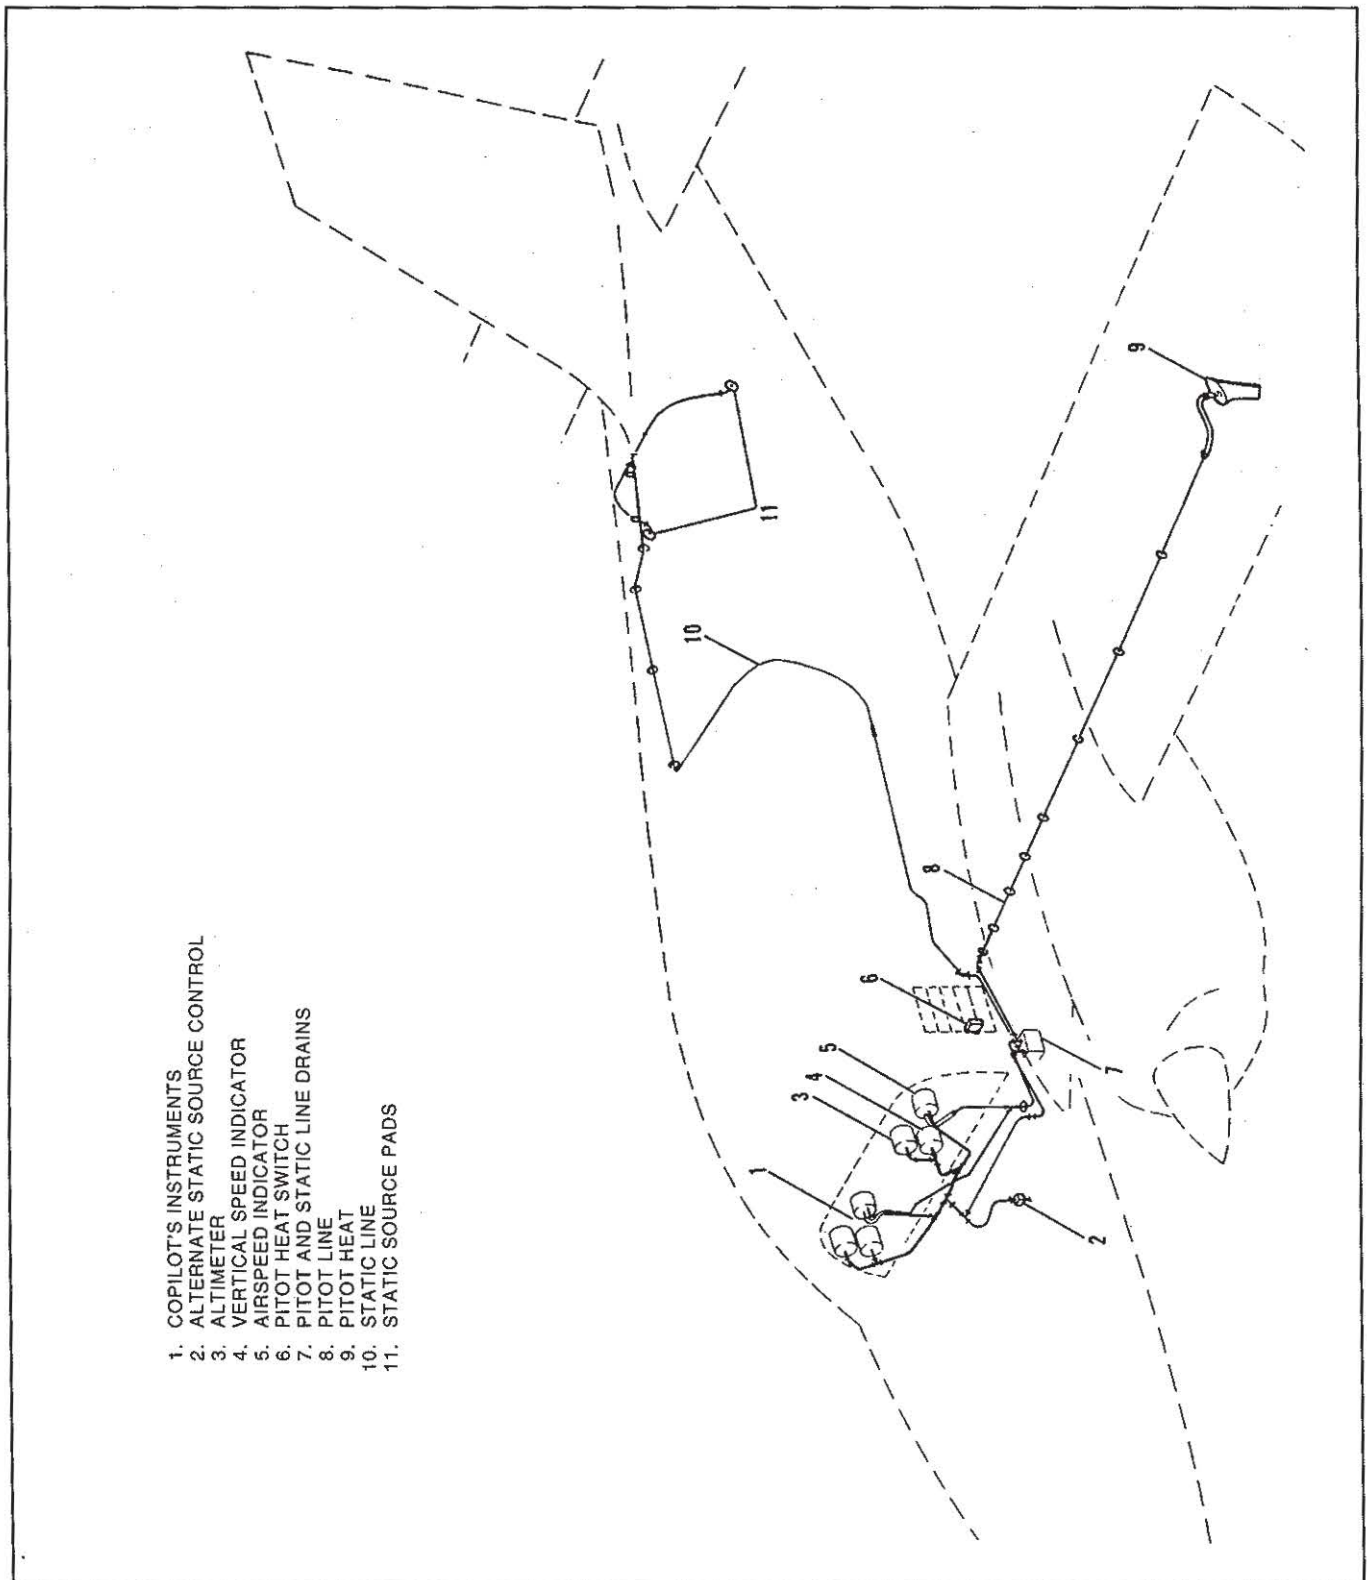 1. COPILOT'S INSTRUMENTS
2. ALTERNATE STATIC SOURCE CONTROL
3. ALTIMETER
4. VERTICAL SPEED INDICATOR
5. AIRSPEED INDICATOR
6. PITOT HEAT SWITCH
7. PITOT AND STATIC LINE DRAINS
8. PITOT LINE
9. PITOT HEAT
10. STATIC LINE
11. STATIC SOURCE PADS
1
2
3
4
5
6
7
8
9
10
11